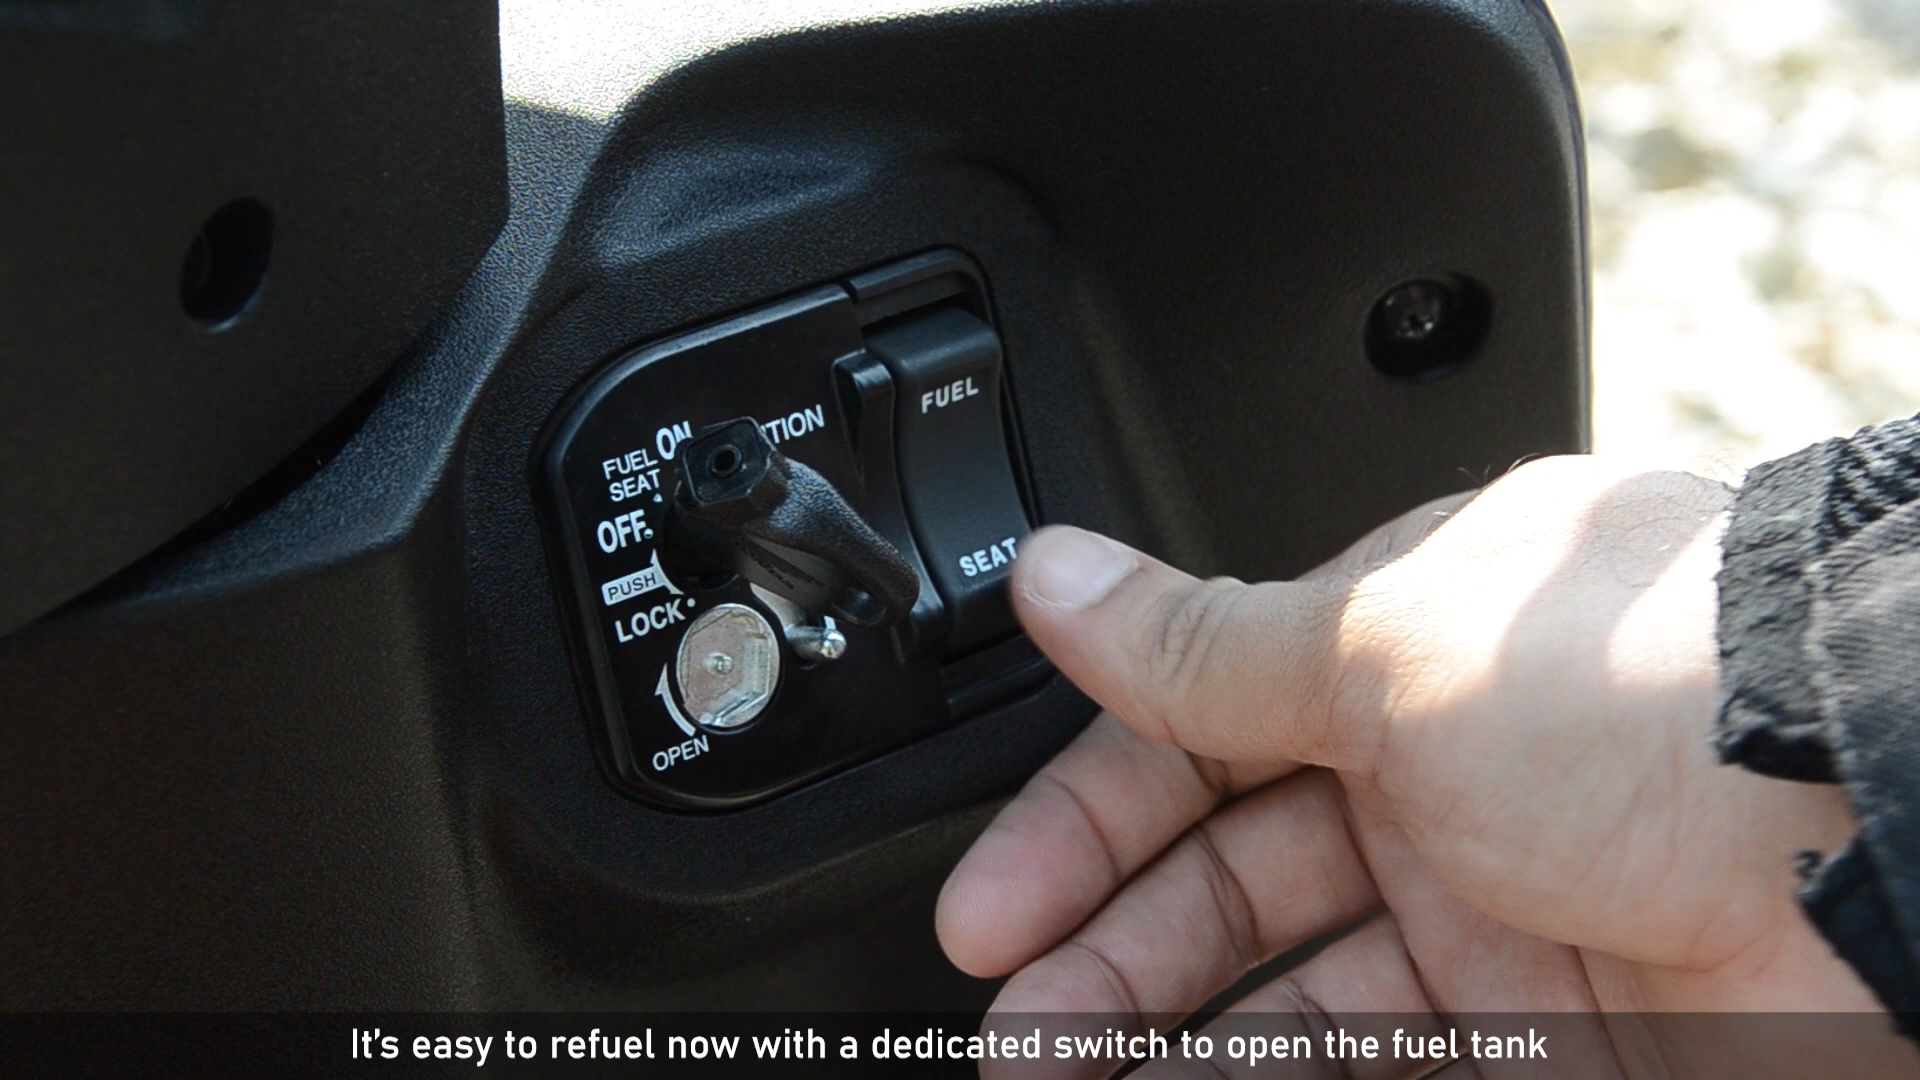 ON
TION
FUEL
SEAT
OFF
PUSH
LOCK
OPEN
FUEL
SEAT
It's easy to refuel now with a dedicated switch to open the fuel tank